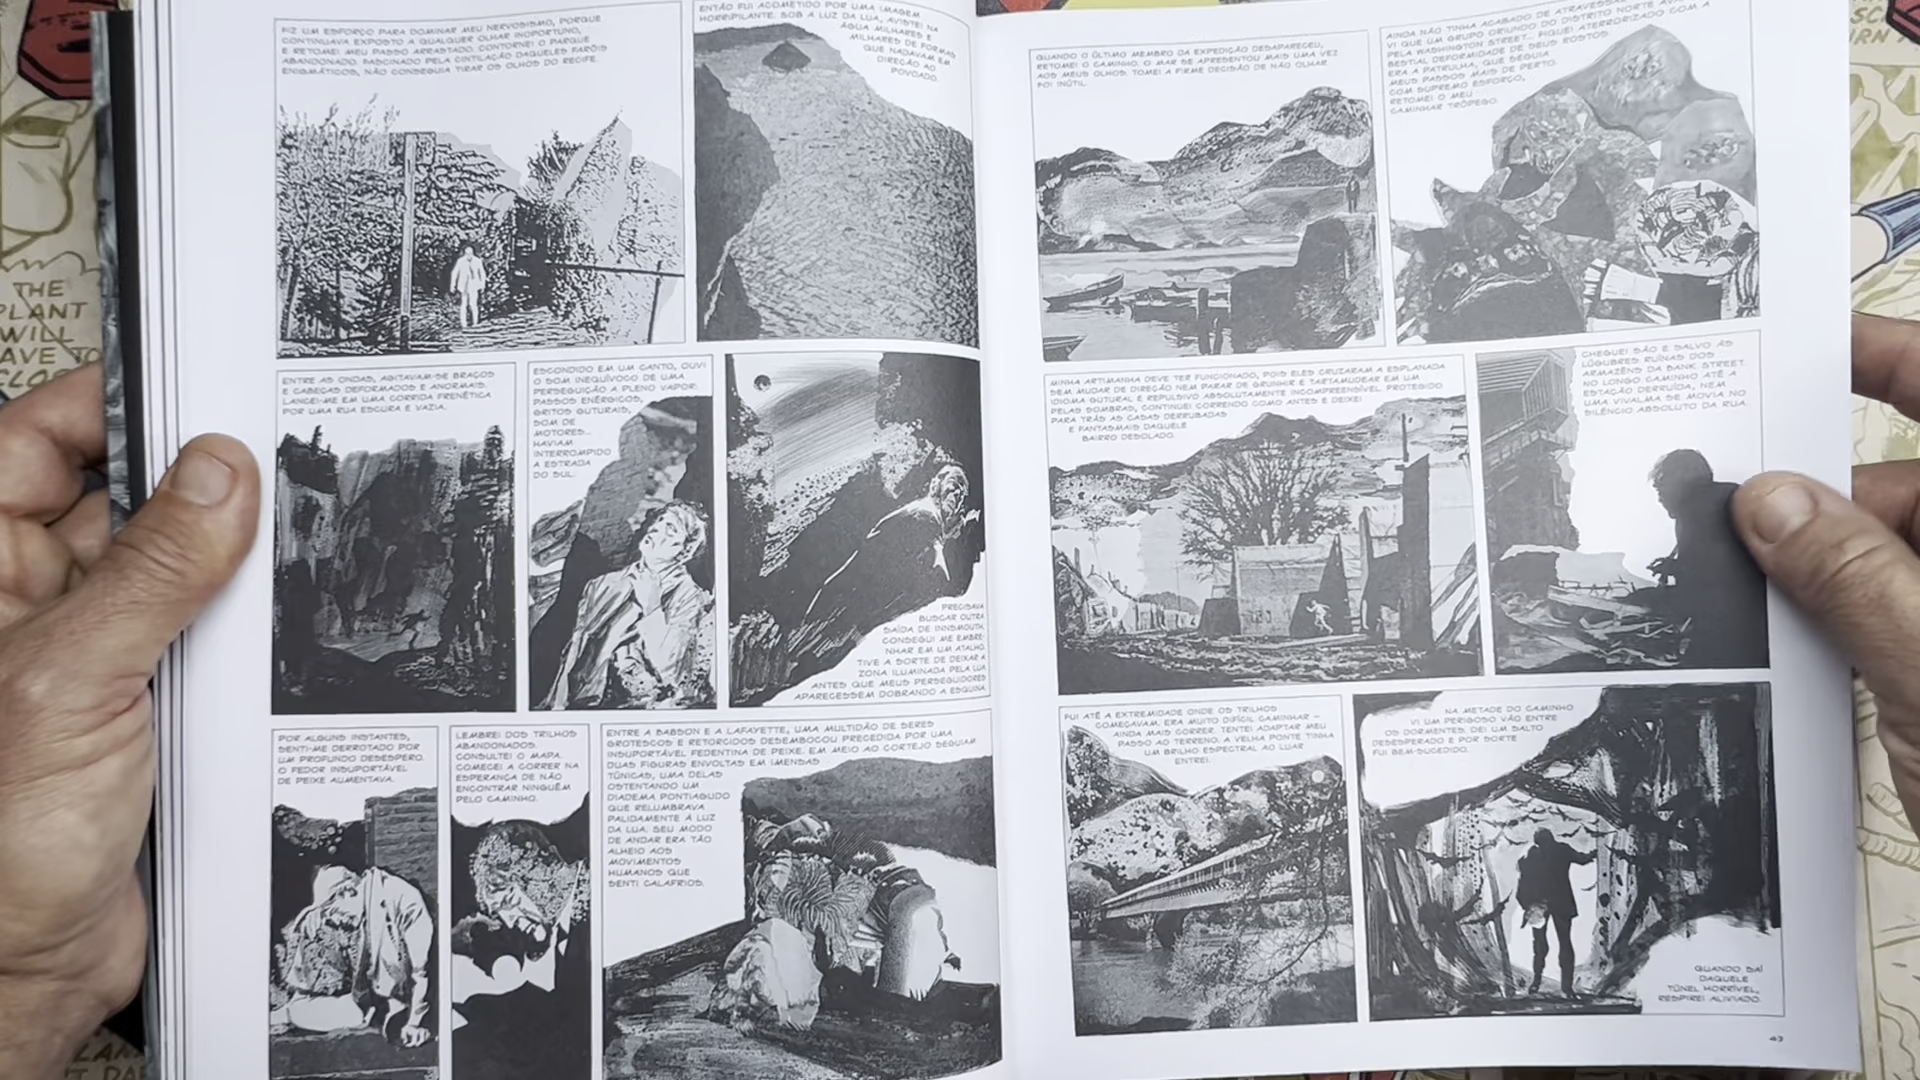 FIZ UM ESFORÇO PARA DOMINAR MEU NERVOSISMO, PORQUE
CONTINUAVA EXPOSTO A QUALQUER OLHAR INOPORTUNO,
E RETOMEI MEU PASSO ARRASTADO. CONTORNEI O PARQUE
ABANDONADO. FASCINADO PELA CINTILAÇÃO DAQUELES FARÓIS
ENIGMÁTICOS, NÃO CONSEGUIA TIRAR OS OLHOS DO RECIFE.
ENTÃO FUI ACOMETIDO POR UMA IMAGEM
HORRIPILANTE. SOB A LUZ DA LUA, AVISTEI NA
ÁGUA MILHARES E
MILHARES DE FORMAS
QUE NADAVAM EM
DIREÇÃO AO
POVOADO.
ENTRE AS ONDAS, AGITAVAM-SE BRAÇOS
E CABEÇAS DEFORMADOS E ANORMAIS.
LANCEI-ME EM UMA CORRIDA FRENÉTICA
POR UMA RUA ESCURA E VAZIA.
ESCONDIDO EM UM CANTO, OUVI
O SOM INEQUÍVOCO DE UMA
PERSEGUIÇÃO A PLENO VAPOR:
PASSOS ENÉRGICOS,
GRITOS GUTURAIS,
SOM DE
MOTORES...
HAVIAM
INTERROMPIDO
A ESTRADA
DO SUL.
PRECISAVA
BUSCAR OUTRA
SAÍDA DE INNSMOUTH.
CONSEGUI ME EMBRE-
NHAR EM UM ATALHO.
TIVE A SORTE DE DEIXAR A
ZONA ILUMINADA PELA LUA
ANTES QUE MEUS PERSEGUIDORES
APARECESSEM DOBRANDO A ESQUINA.
POR ALGUNS INSTANTES,
SENTI-ME DERROTADO POR
UM PROFUNDO DESESPERO.
O FEDOR INSUPORTÁVEL
DE PEIXE AUMENTAVA.
LEMBREI DOS TRILHOS
ABANDONADOS.
CONSULTEI O MAPA.
COMECEI A CORRER NA
ESPERANÇA DE NÃO
ENCONTRAR NINGUÉM
PELO CAMINHO.
ENTRE A BABSON E A LAFAYETTE, UMA MULTIDÃO DE SERES
GROTESCOS E RETORCIDOS DESEMBOCOU PRECEDIDA POR UMA
INSUPORTÁVEL FEDENTINA DE PEIXE. EM MEIO AO CORTEJO SEGUIAM
DUAS FIGURAS ENVOLTAS EM IMENSAS
TÚNICAS, UMA DELAS
OSTENTANDO UM
DIADEMA PONTIAGUDO
QUE RELUMBRAVA
PALIDAMENTE À LUZ
DA LUA. SEU MODO
DE ANDAR ERA TÃO
ALHEIO AOS
MOVIMENTOS
HUMANOS QUE
SENTI CALAFRIOS.
QUANDO O ÚLTIMO MEMBRO DA EXPEDIÇÃO DESAPARECEU,
RETOMEI O CAMINHO. O MAR SE APRESENTOU MAIS UMA VEZ
AOS MEUS OLHOS. TOMEI A FIRME DECISÃO DE NÃO OLHAR.
FOI INÚTIL.
AINDA NÃO TINHA ACABADO DE ATRAVESSAR
VI QUE UM GRUPO ORIUNDO DO DISTRITO NORTE
PELA WASHINGTON STREET... FIQUEI ATERRORIZADO COM A
BESTIAL DEFORMIDADE DE SEUS ROSTOS.
ERA A PATRULHA, QUE SEGUIA
MEUS PASSOS MAIS DE PERTO.
COM SUPREMO ESFORÇO,
RETOMEI O MEU
CAMINHAR TRÔPEGO.
MINHA ARTIMANHA DEVE TER FUNCIONADO, POIS ELES CRUZARAM A ESPLANADA
SEM MUDAR DE DIREÇÃO NEM PARAR DE GRUNHIR E TARTAMUDEAR EM UM
IDIOMA GUTURAL E REPULSIVO ABSOLUTAMENTE INCOMPREENSÍVEL. PROTEGIDO
PELAS SOMBRAS, CONTINUEI CORRENDO COMO ANTES E DEIXEI
PARA TRÁS AS CASAS DERRUBADAS
E FANTASMAIS DAQUELE
BAIRRO DESOLADO.
CHEGUEI SÃO E SALVO ÀS
LÚGUBRES RUÍNAS DOS
ARMAZÉNS DA BANK STREET.
NO LONGO CAMINHO ATÉ A
ESTAÇÃO DERRUÍDA, NEM
UMA VIVALMA SE MOVIA NO
SILÊNCIO ABSOLUTO DA RUA.
FUI ATÉ A EXTREMIDADE ONDE OS TRILHOS
COMEÇAVAM. ERA MUITO DIFÍCIL CAMINHAR –
AINDA MAIS CORRER. TENTEI ADAPTAR MEU
PASSO AO TERRENO. A VELHA PONTE TINHA
UM BRILHO ESPECTRAL AO LUAR.
ENTREI.
NA METADE DO CAMINHO
VI UM PERIGOSO VÃO ENTRE
OS DORMENTES. DEI UM SALTO
DESESPERADO E POR SORTE
FUI BEM-SUCEDIDO.
QUANDO SAÍ
DAQUELE
TÚNEL HORRÍVEL,
RESPIREI ALIVIADO.
43
THE
PLANT
WILL
TO